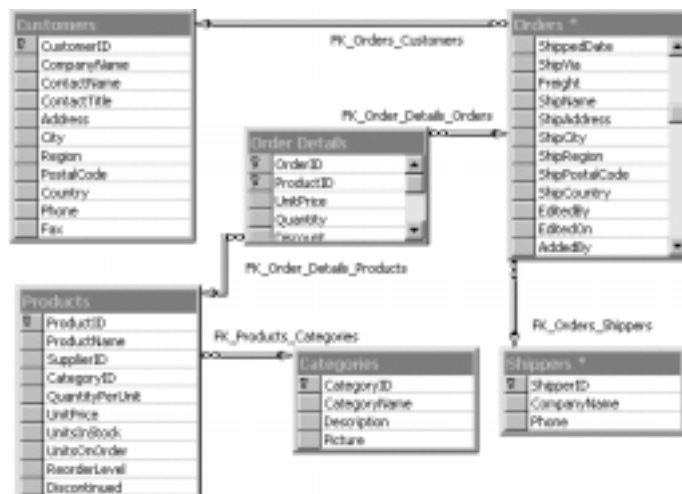 Customers
CustomerID
CompanyName
ContactName
ContactTitle
Address
City
Region
PostalCode
Country
Phone
Fax
FK_Orders_Customers
Orders *
ShippedDate
ShipVia
Freight
ShipName
ShipAddress
ShipCity
ShipRegion
ShipPostalCode
ShipCountry
EditedBy
EditedOn
AddedBy
FK_Order_Details_Orders
Order Details
OrderID
ProductID
UnitPrice
Quantity
Discount
FK_Order_Details_Products
Products
ProductID
ProductName
SupplierID
CategoryID
QuantityPerUnit
UnitPrice
UnitsInStock
UnitsOnOrder
ReorderLevel
Discontinued
FK_Products_Categories
Categories
CategoryID
CategoryName
Description
Picture
FK_Orders_Shippers
Shippers *
ShipperID
CompanyName
Phone